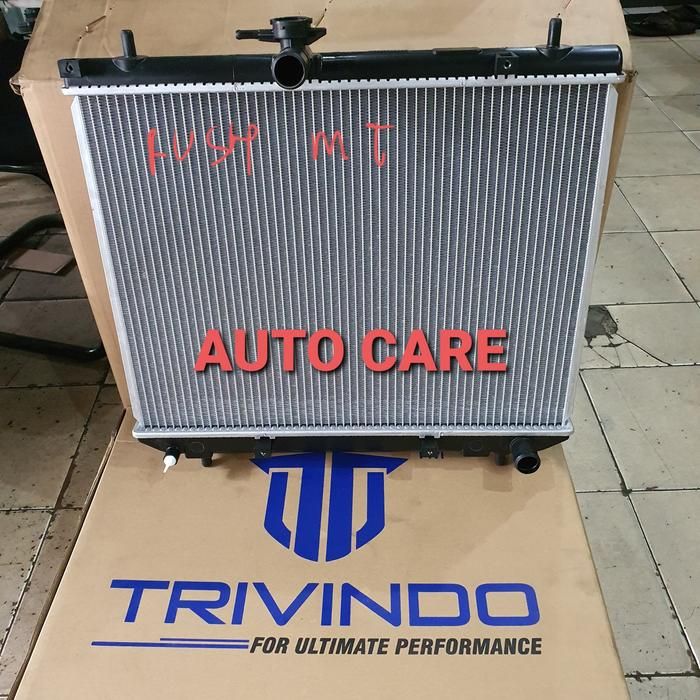 RUSH MT
AUTO CARE
TRIVINDO
FOR ULTIMATE PERFORMANCE